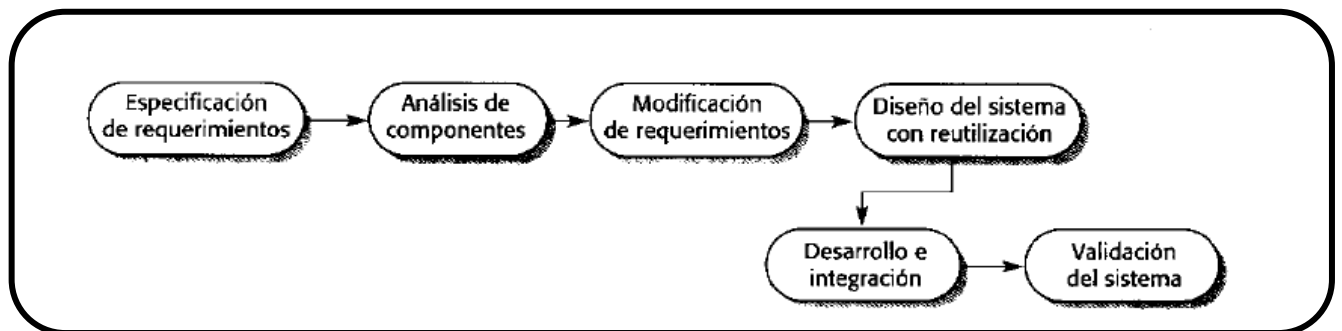 Especificación
de requerimientos
Análisis de
componentes
Modificación
de requerimientos
Diseño del sistema
con reutilización
Desarrollo e
integración
Validación
del sistema